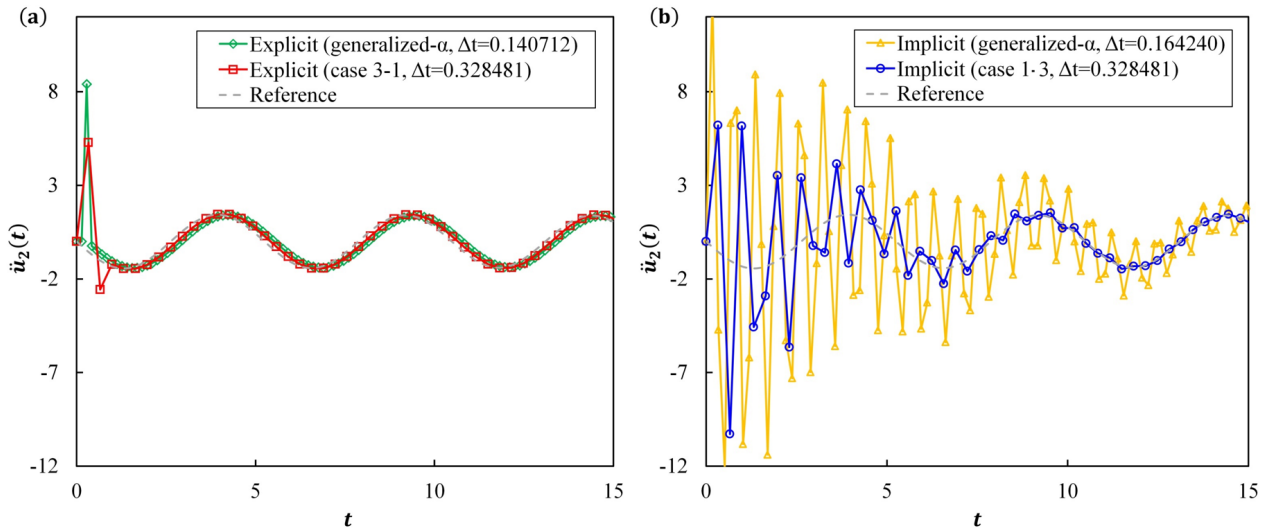 (a)
Explicit (generalized-α, Δt=0.140712)
Explicit (case 3-1, Δt=0.328481)
Reference
8
3
-2
-7
-12
ü₂(t)
0
5
10
15
t
(b)
Implicit (generalized-α, Δt=0.164240)
Implicit (case 1·3, Δt=0.328481)
Reference
8
3
-2
-7
-12
ü₂(t)
0
5
10
15
t